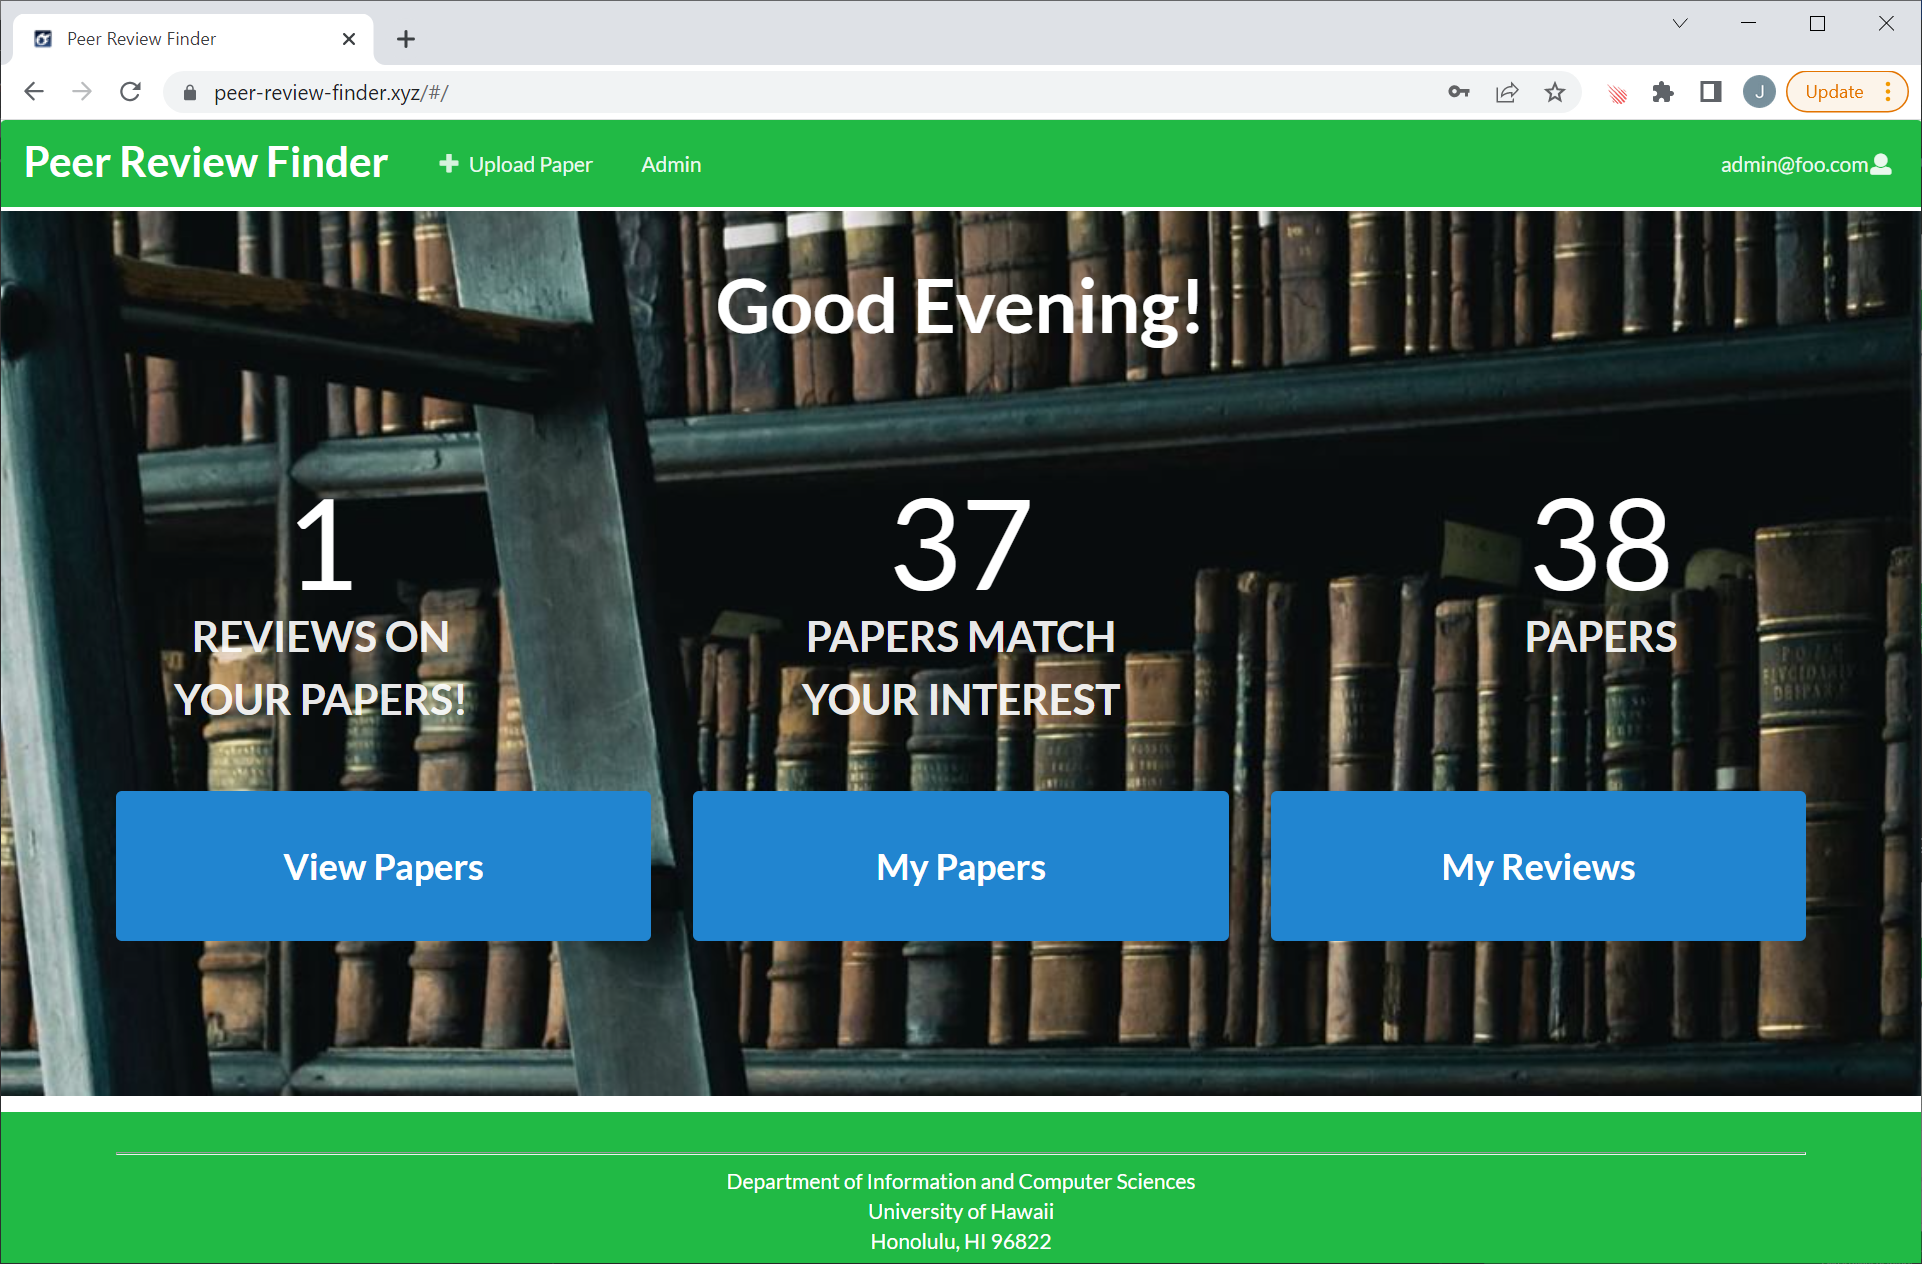 Peer Review Finder
peer-review-finder.xyz/#/
J
Update
Peer Review Finder
Upload Paper
Admin
admin@foo.com
Good Evening!
1
REVIEWS ON
YOUR PAPERS!
37
PAPERS MATCH
YOUR INTEREST
38
PAPERS
View Papers
My Papers
My Reviews
Department of Information and Computer Sciences
University of Hawaii
Honolulu, HI 96822